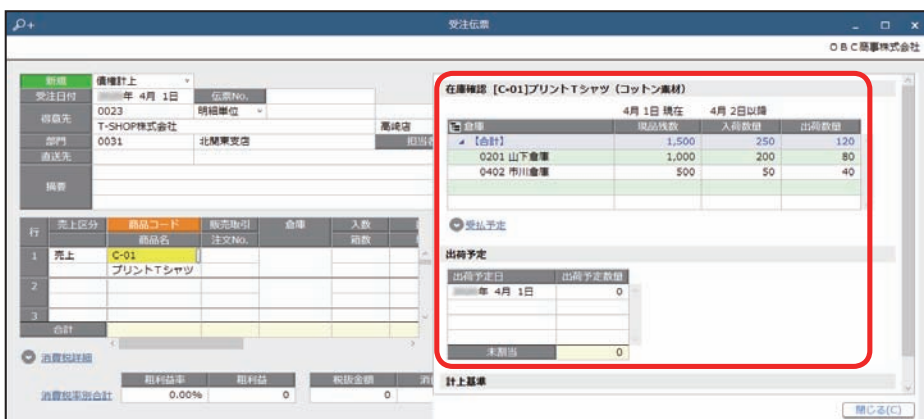 受注伝票
OBC商事株式会社
新規 債権計上
受注日付 年 4月 1日 伝票No.
得意先 0023 明細単位
T-SHOP株式会社 高崎店
部門 0031 北関東支店 担当者
直送先
摘要
行 売上区分 商品コード 販売取引 倉庫 入数
商品名 注文No. 箱数
1 売上 C-01
プリントTシャツ
2
3
合計
消費税詳細
粗利益率 粗利益 税抜金額
消費税率別合計 0.00% 0 0
在庫確認 [C-01]プリントTシャツ (コットン素材)
4月 1日 現在 4月 2日以降
倉庫 現品残数 入荷数量 出荷数量
【合計】 1,500 250 120
0201 山下倉庫 1,000 200 80
0402 市川倉庫 500 50 40
受払予定
出荷予定
出荷予定日 出荷予定数量
年 4月 1日 0
未割当 0
計上基準
閉じる(C)